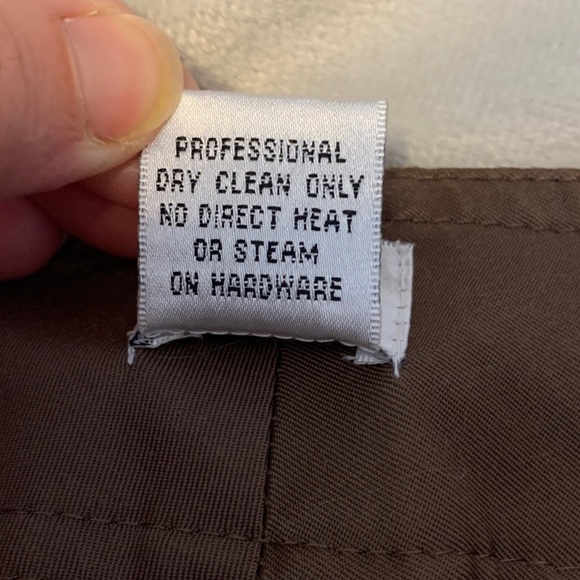 PROFESSIONAL
DRY CLEAN ONLY
NO DIRECT HEAT
OR STEAM
ON HARDWARE